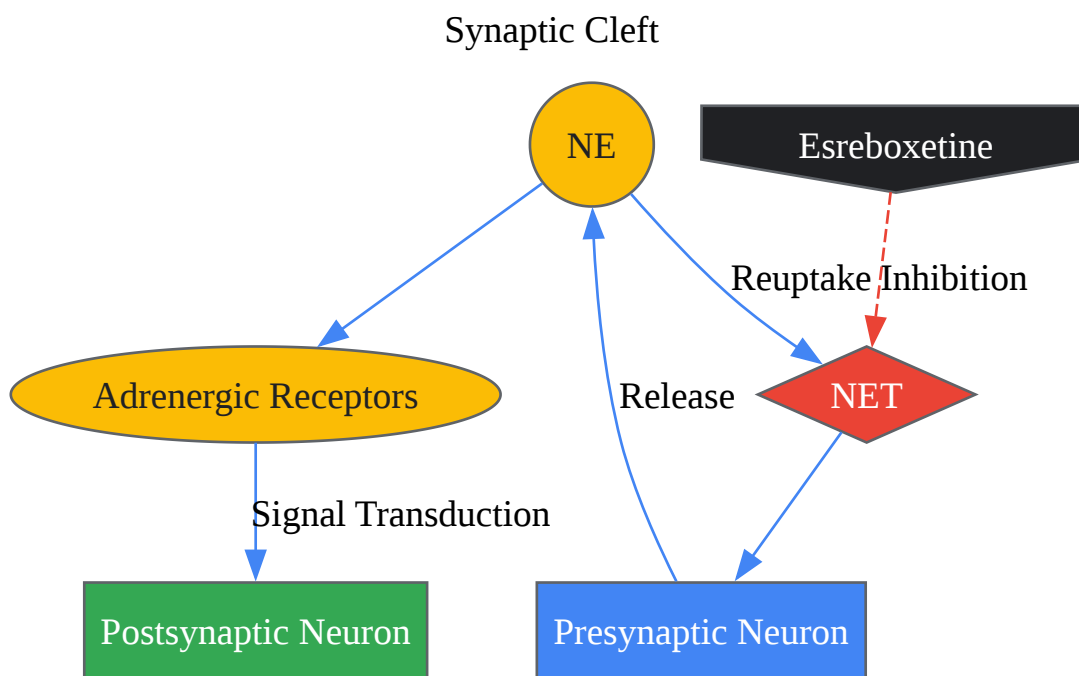 Synaptic Cleft
NE
Esreboxetine
Reuptake Inhibition
Adrenergic Receptors
Release
NET
Signal Transduction
Postsynaptic Neuron
Presynaptic Neuron